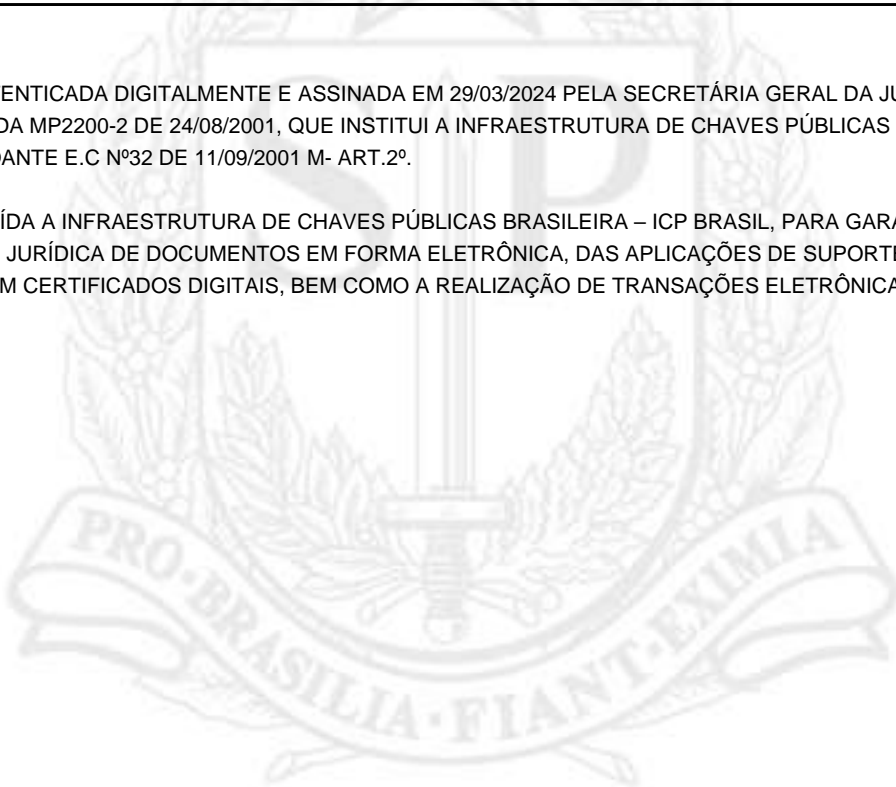 ENTICADA DIGITALMENTE E ASSINADA EM 29/03/2024 PELA SECRETÁRIA GERAL DA JU
DA MP2200-2 DE 24/08/2001, QUE INSTITUI A INFRAESTRUTURA DE CHAVES PÚBLICAS
DANTE E.C Nº32 DE 11/09/2001 M- ART.2º.
ÍDA A INFRAESTRUTURA DE CHAVES PÚBLICAS BRASILEIRA – ICP BRASIL, PARA GARA
JURÍDICA DE DOCUMENTOS EM FORMA ELETRÔNICA, DAS APLICAÇÕES DE SUPORTE
M CERTIFICADOS DIGITAIS, BEM COMO A REALIZAÇÃO DE TRANSAÇÕES ELETRÔNICA
SP
PRO·BRASILIA·FIANT·EXIMIA